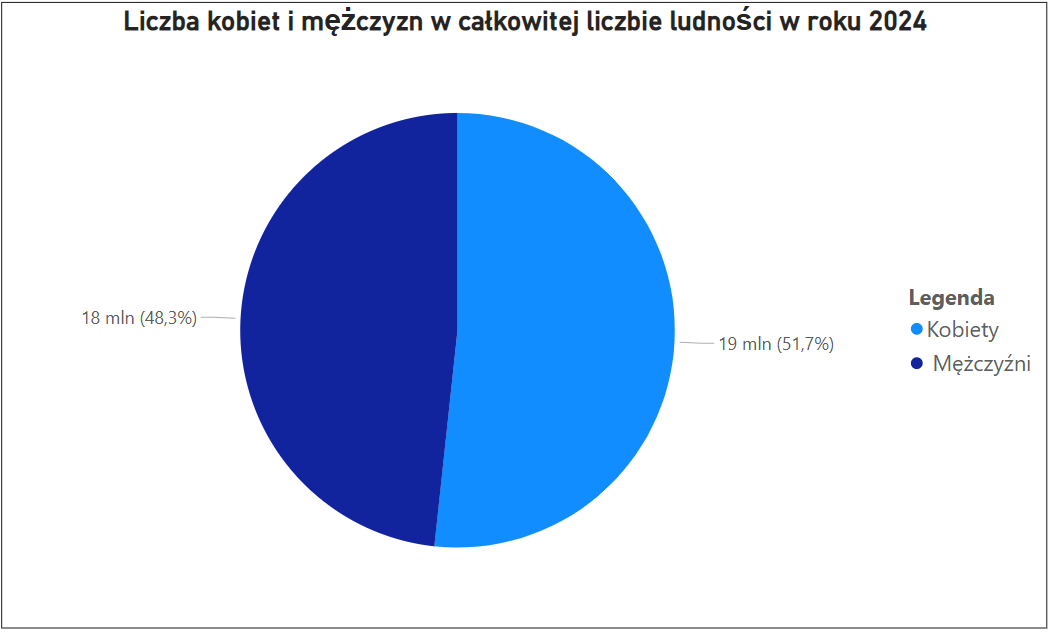 Liczba kobiet i mężczyzn w całkowitej liczbie ludności w roku 2024
18 mln (48,3%)
19 mln (51,7%)
Legenda
Kobiety
Mężczyźni